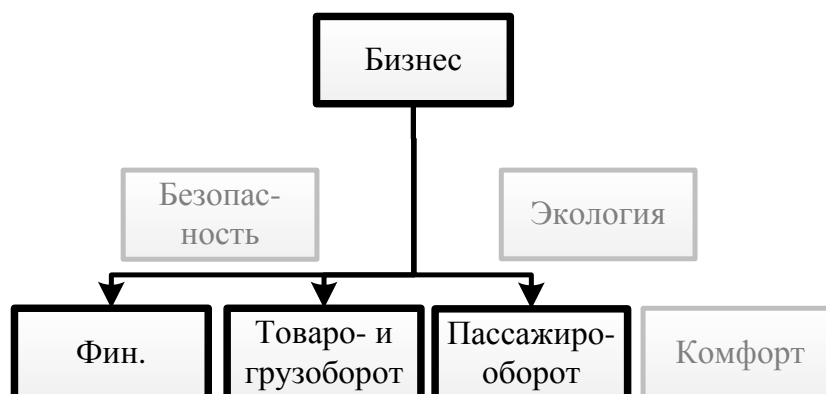 Бизнес
Безопас-
ность
Экология
Фин.
Товаро- и
грузоборот
Пассажиро-
оборот
Комфорт